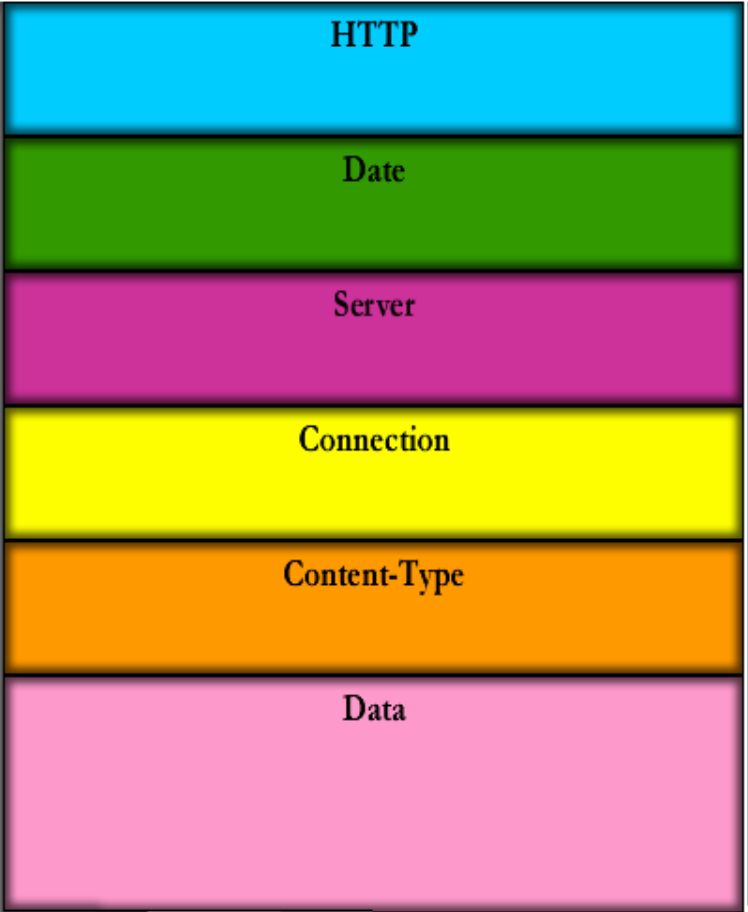 HTTP
Date
Server
Connection
Content-Type
Data